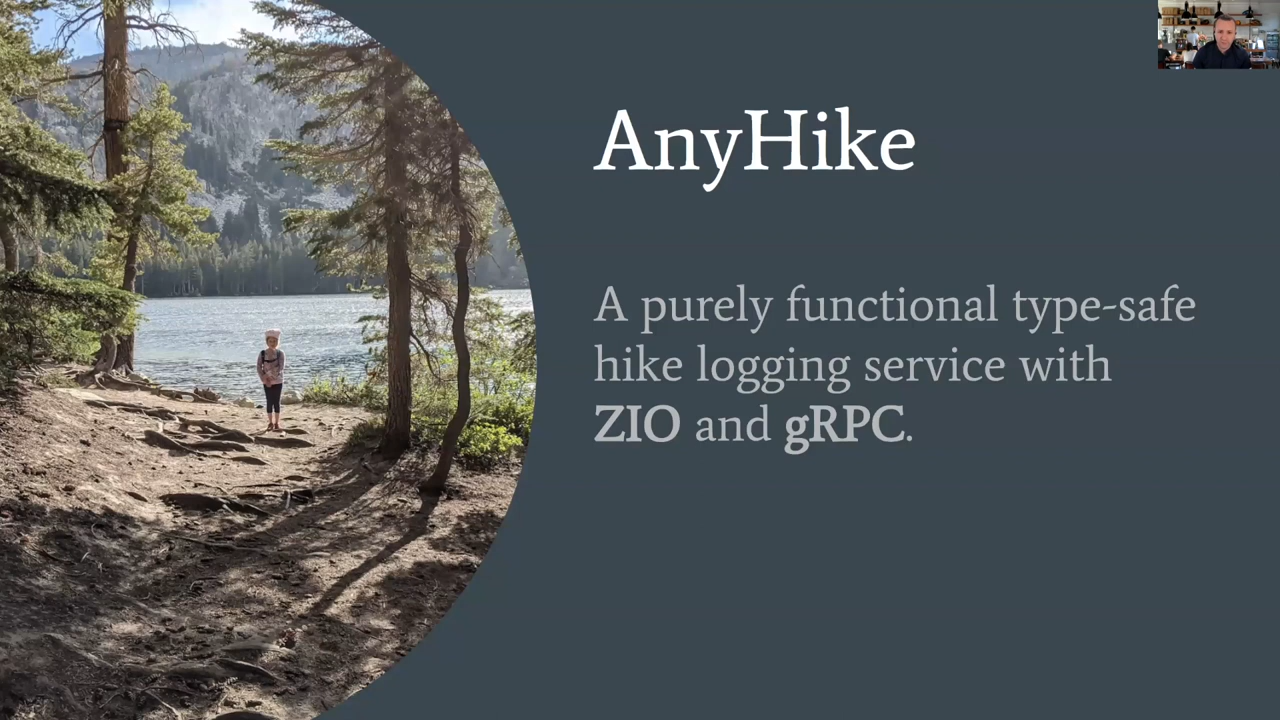 AnyHike
A purely functional type-safe
hike logging service with
ZIO and gRPC.